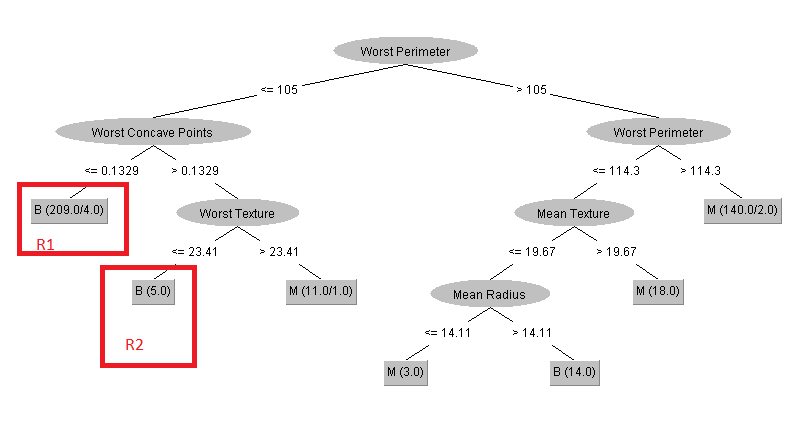 Worst Perimeter
<= 105
> 105
Worst Concave Points
Worst Perimeter
<= 0.1329
> 0.1329
<= 114.3
> 114.3
B (209.0/4.0)
Worst Texture
Mean Texture
M (140.0/2.0)
R1
<= 23.41
> 23.41
<= 19.67
> 19.67
B (5.0)
M (11.0/1.0)
Mean Radius
M (18.0)
R2
<= 14.11
> 14.11
M (3.0)
B (14.0)